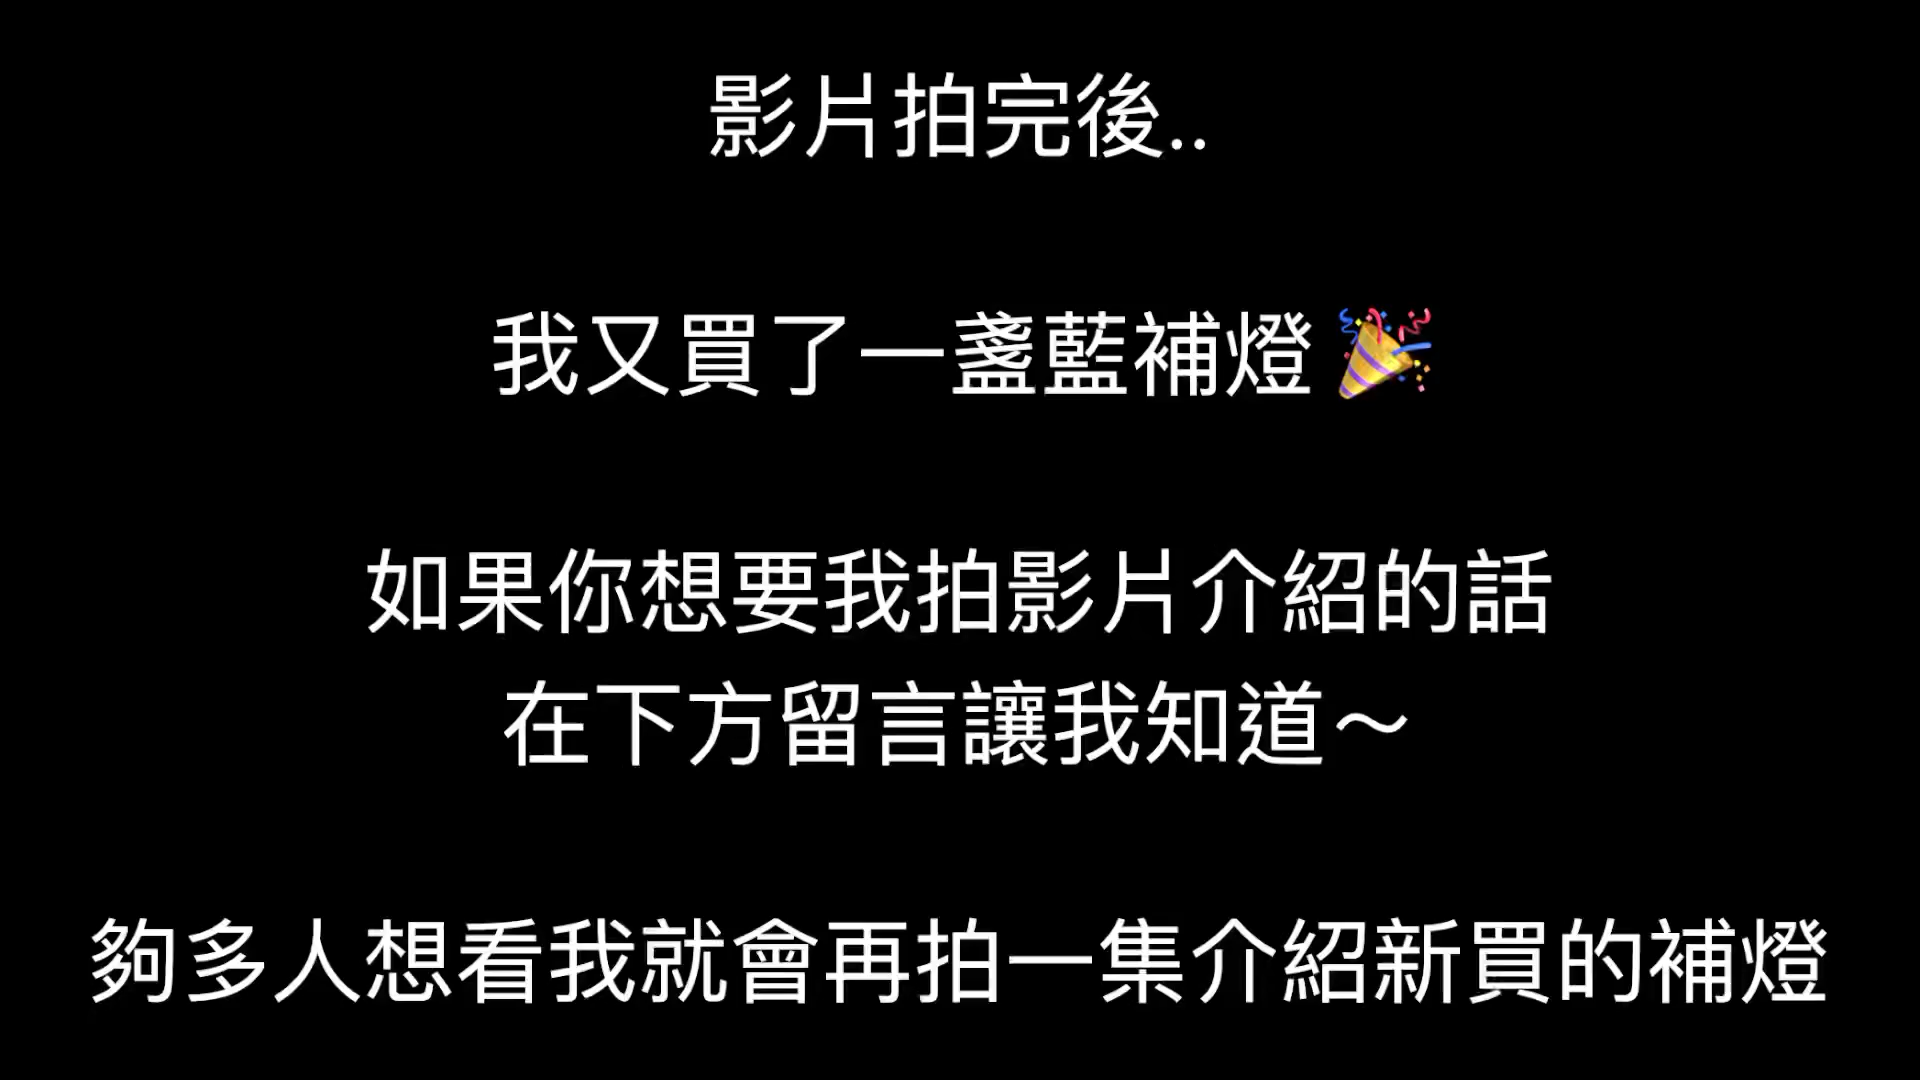 影片拍完後..
我又買了一盞藍補燈🎉
如果你想要我拍影片介紹的話
在下方留言讓我知道～
夠多人想看我就會再拍一集介紹新買的補燈